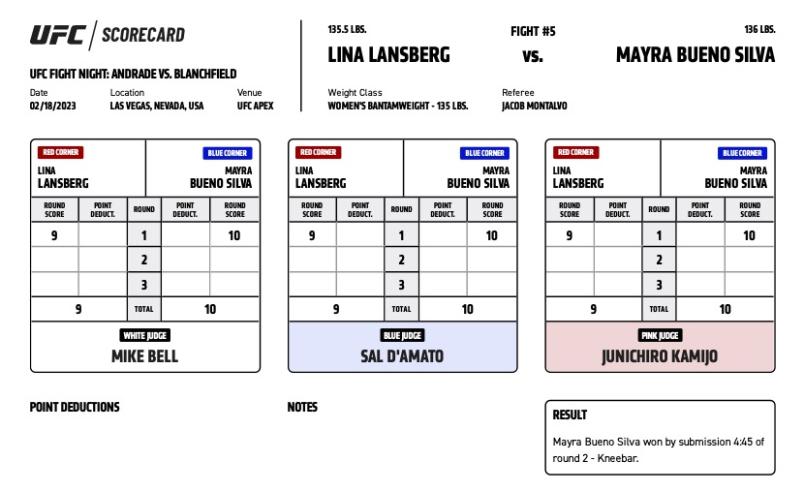 UFC / SCORECARD
UFC FIGHT NIGHT: ANDRADE VS. BLANCHFIELD
Date Location Venue
02/18/2023 LAS VEGAS, NEVADA, USA UFC APEX
135.5 LBS. FIGHT #5 136 LBS.
LINA LANSBERG VS. MAYRA BUENO SILVA
Weight Class Referee
WOMEN'S BANTAMWEIGHT - 135 LBS. JACOB MONTALVO
RED CORNER BLUE CORNER
LINA MAYRA
LANSBERG BUENO SILVA
ROUND POINT ROUND POINT ROUND
SCORE DEDUCT. DEDUCT. SCORE
9 1 10
2
3
9 TOTAL 10
WHITE JUDGE
MIKE BELL
RED CORNER BLUE CORNER
LINA MAYRA
LANSBERG BUENO SILVA
ROUND POINT ROUND POINT ROUND
SCORE DEDUCT. DEDUCT. SCORE
9 1 10
2
3
9 TOTAL 10
BLUE JUDGE
SAL D'AMATO
RED CORNER BLUE CORNER
LINA MAYRA
LANSBERG BUENO SILVA
ROUND POINT ROUND POINT ROUND
SCORE DEDUCT. DEDUCT. SCORE
9 1 10
2
3
9 TOTAL 10
PINK JUDGE
JUNICHIRO KAMIJO
POINT DEDUCTIONS
NOTES
RESULT
Mayra Bueno Silva won by submission 4:45 of
round 2 - Kneebar.